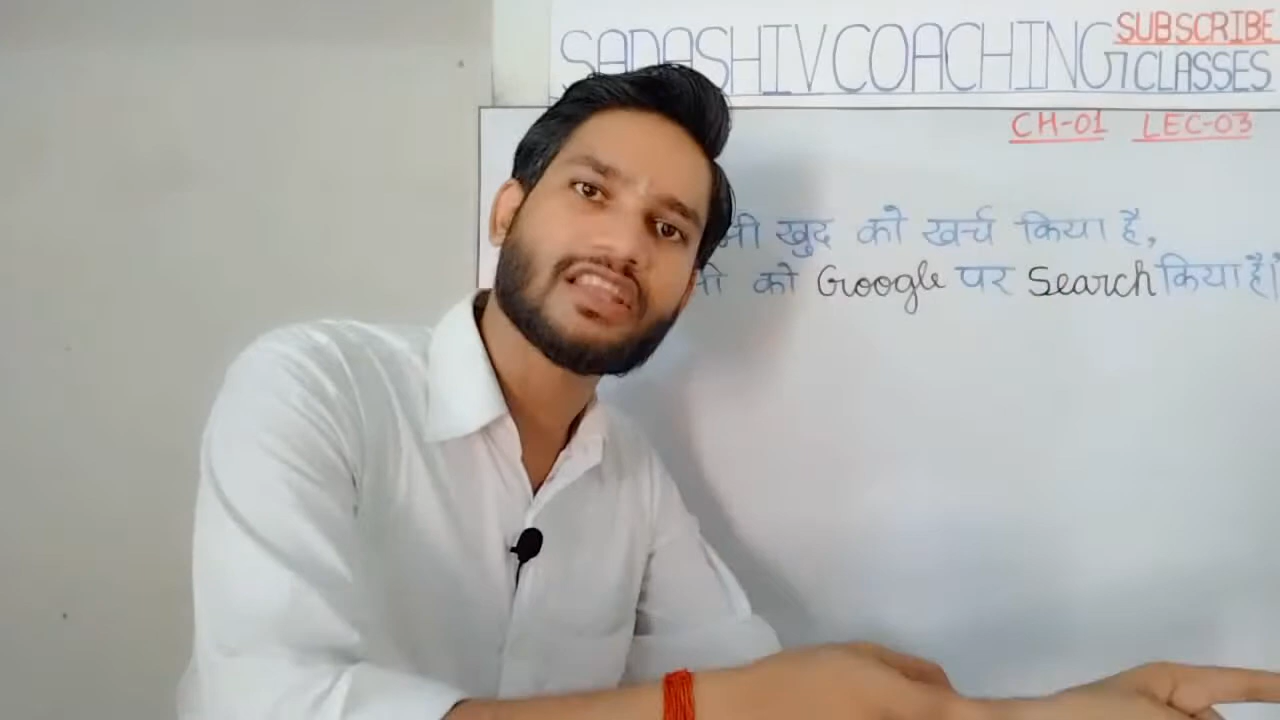 SADASHIV COACHING CLASSES
SUBSCRIBE
CH-01 LEC-03
खुद को खर्च किया है,
को Google पर Search किया है।